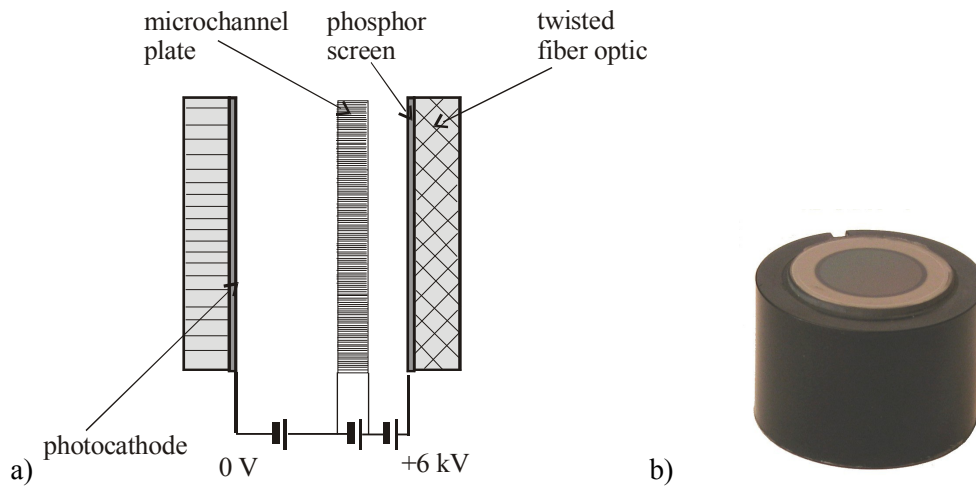 microchannel
plate
phosphor
screen
twisted
fiber optic
photocathode
0 V
+6 kV
a)
b)